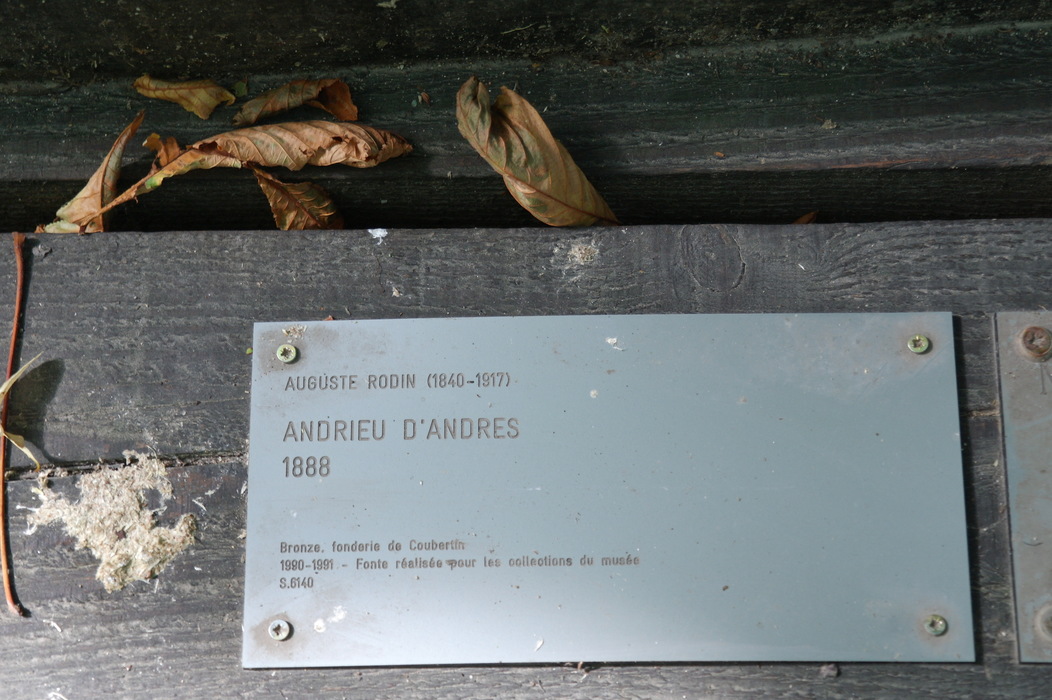 AUGUSTE RODIN (1840-1917)
ANDRIEU D'ANDRES
1888
Bronze, fonderie de Coubertin
1990-1991 - Fonte réalisée pour les collections du musée
S.6140